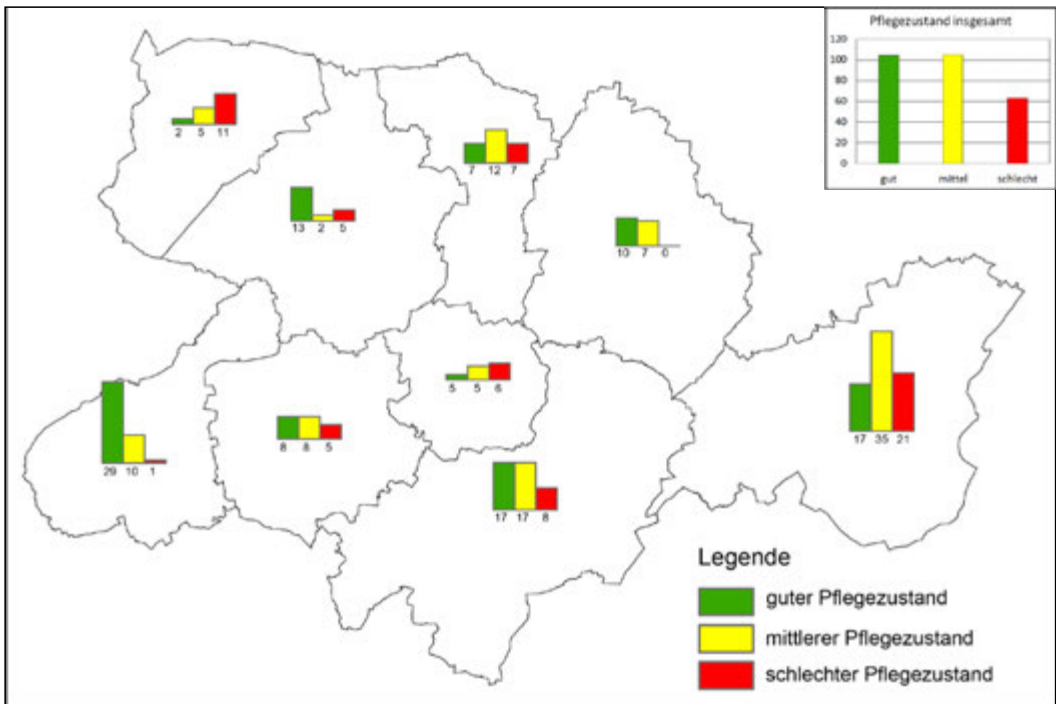 Pflegezustand insgesamt
120
100
80
60
40
20
0
gut mittel schlecht
2 5 11
7 12 7
13 2 5
10 7 0
5 5 6
17 35 21
29 10 1
8 8 5
17 17 8
Legende
guter Pflegezustand
mittlerer Pflegezustand
schlechter Pflegezustand